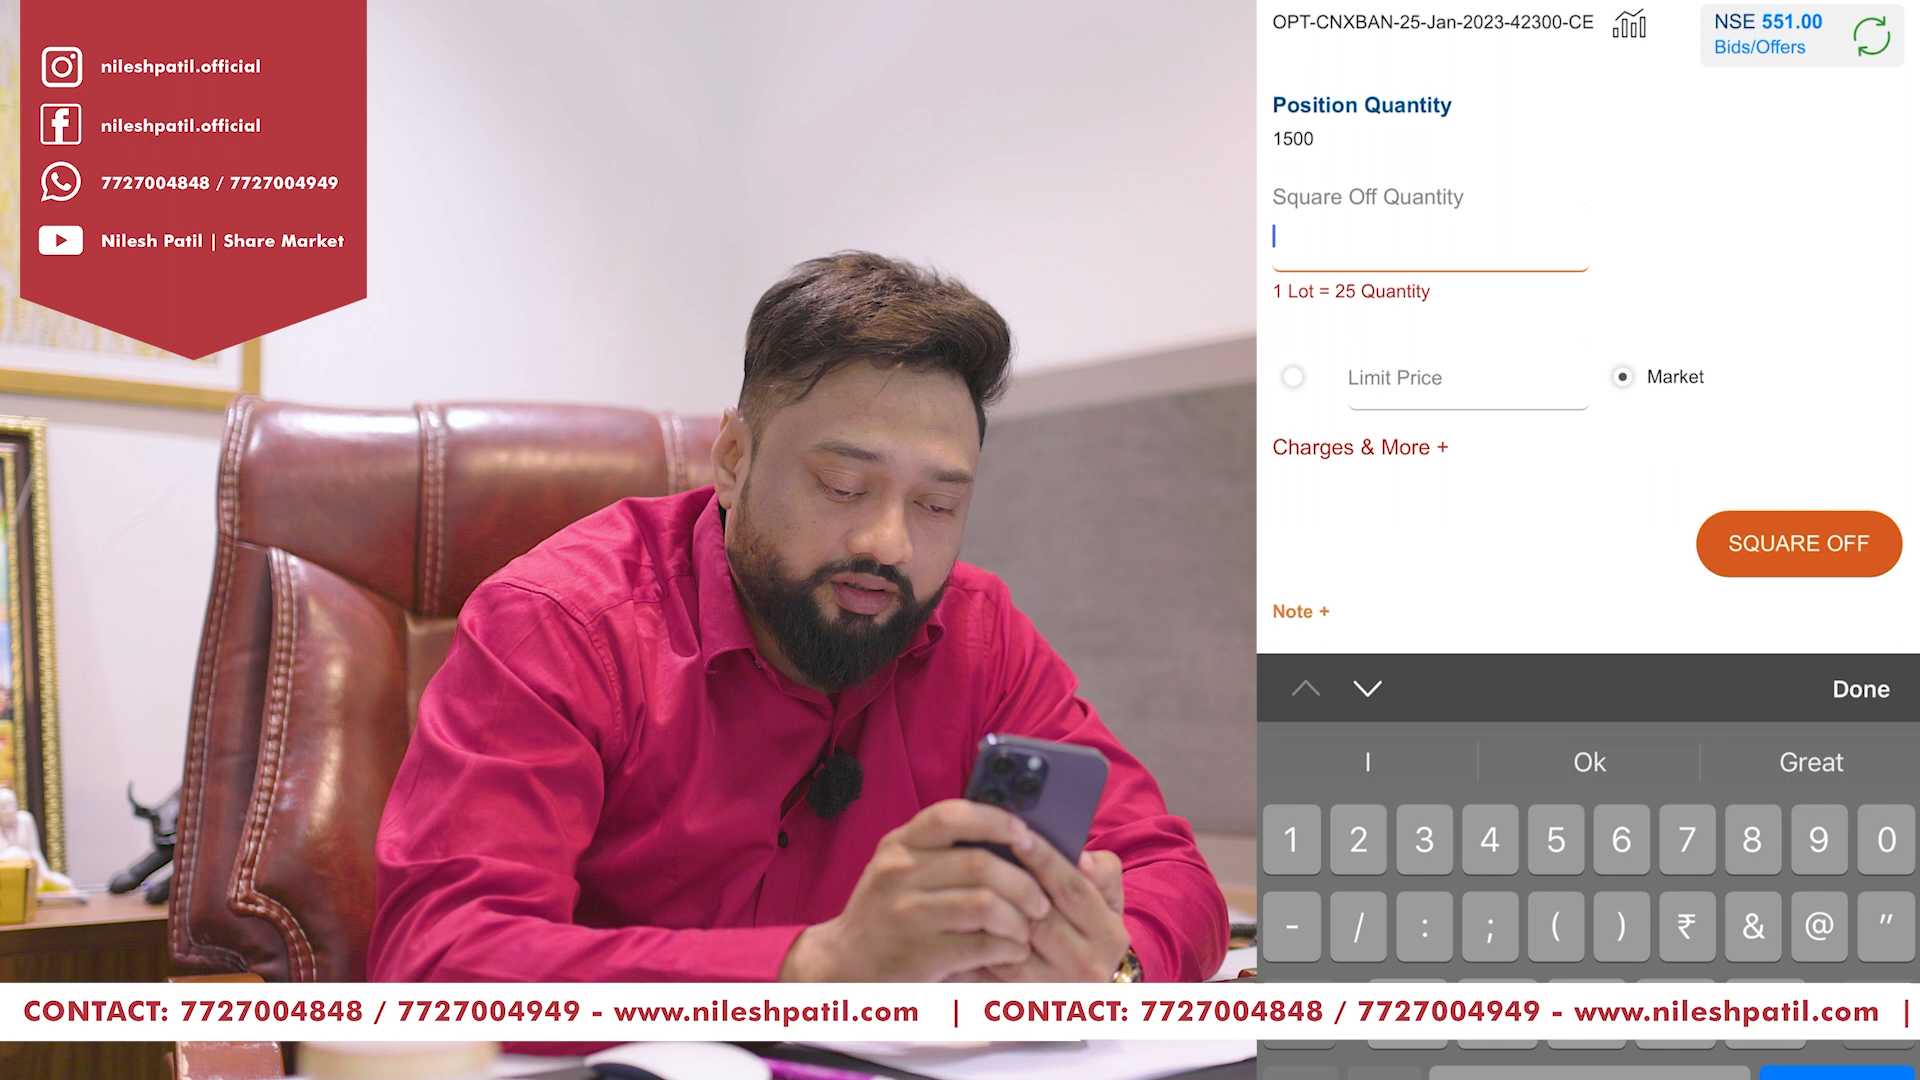 nileshpatil.official
nileshpatil.official
7727004848 / 7727004949
Nilesh Patil | Share Market
OPT-CNXBAN-25-Jan-2023-42300-CE
NSE 551.00
Bids/Offers
Position Quantity
1500
Square Off Quantity
1 Lot = 25 Quantity
Limit Price
Market
Charges & More +
SQUARE OFF
Note +
Done
I Ok Great
1 2 3 4 5 6 7 8 9 0
- / : ; ( ) ₹ & @ "
CONTACT: 7727004848 / 7727004949 - www.nileshpatil.com | CONTACT: 7727004848 / 7727004949 - www.nileshpatil.com |